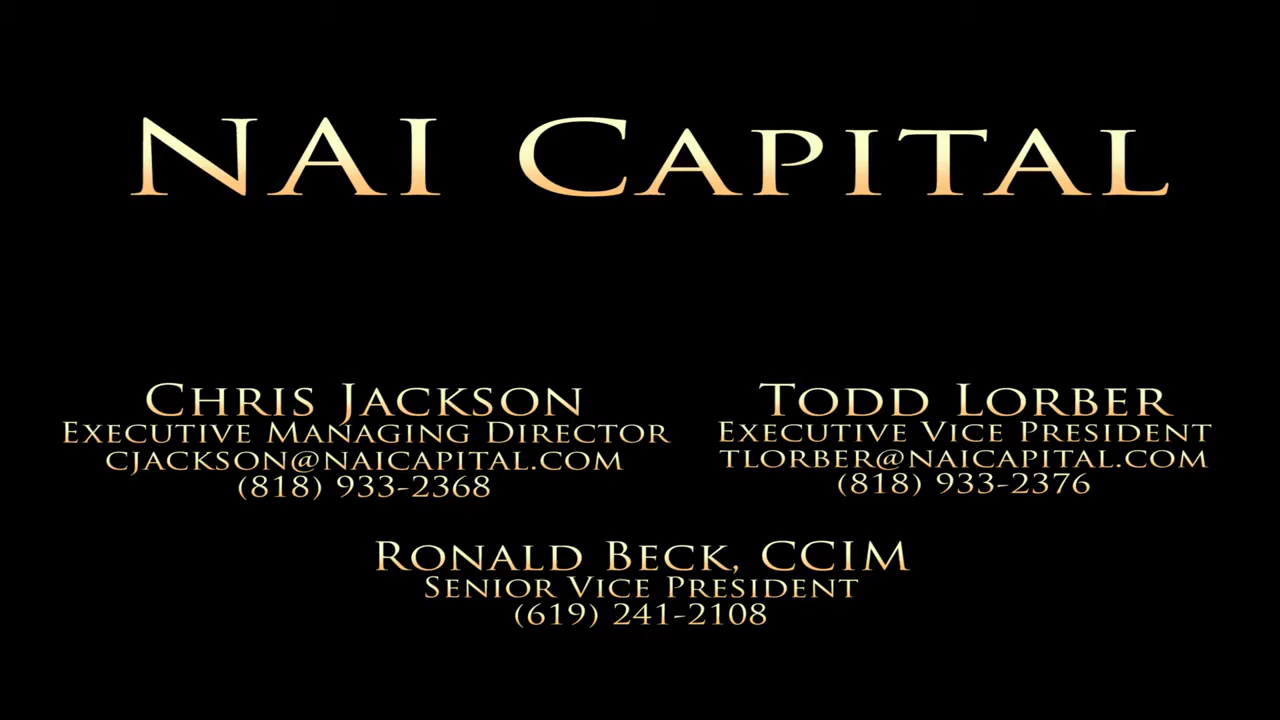 NAI CAPITAL
CHRIS JACKSON
EXECUTIVE MANAGING DIRECTOR
CJACKSON@NAICAPITAL.COM
(818) 933-2368
TODD LORBER
EXECUTIVE VICE PRESIDENT
TLORBER@NAICAPITAL.COM
(818) 933-2376
RONALD BECK, CCIM
SENIOR VICE PRESIDENT
(619) 241-2108